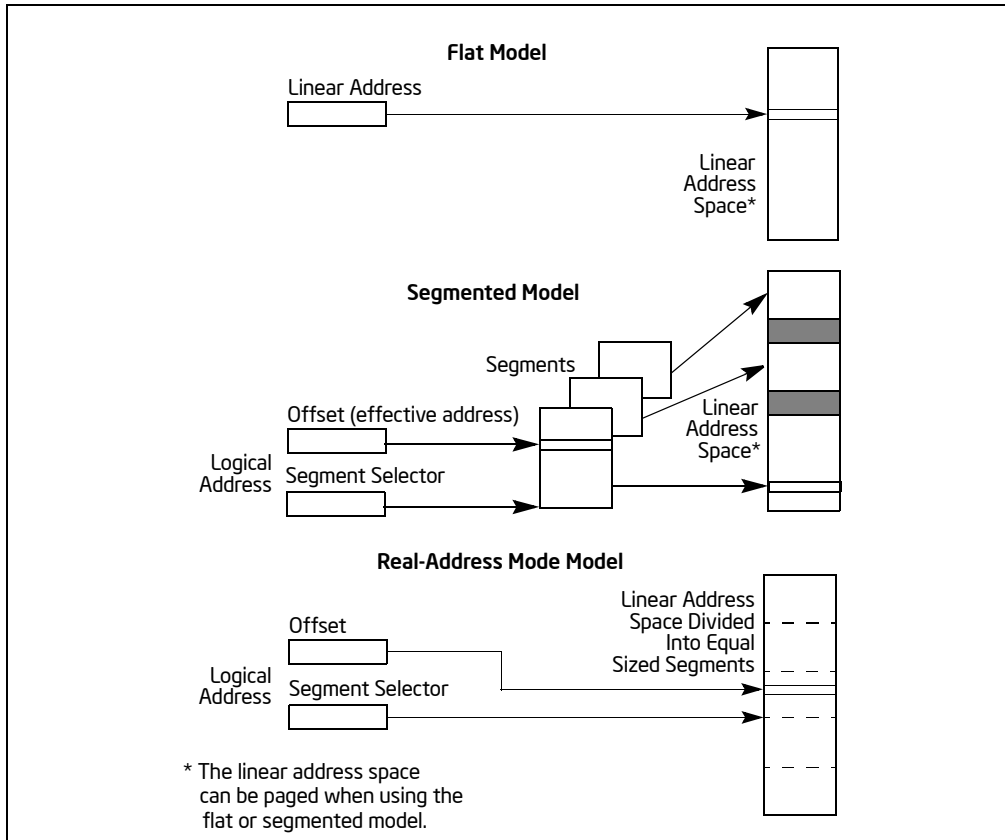 Flat Model
Linear Address
Linear
Address
Space*
Segmented Model
Segments
Offset (effective address)
Logical
Address
Segment Selector
Linear
Address
Space*
Real-Address Mode Model
Offset
Logical
Address
Segment Selector
Linear Address
Space Divided
Into Equal
Sized Segments
* The linear address space
can be paged when using the
flat or segmented model.